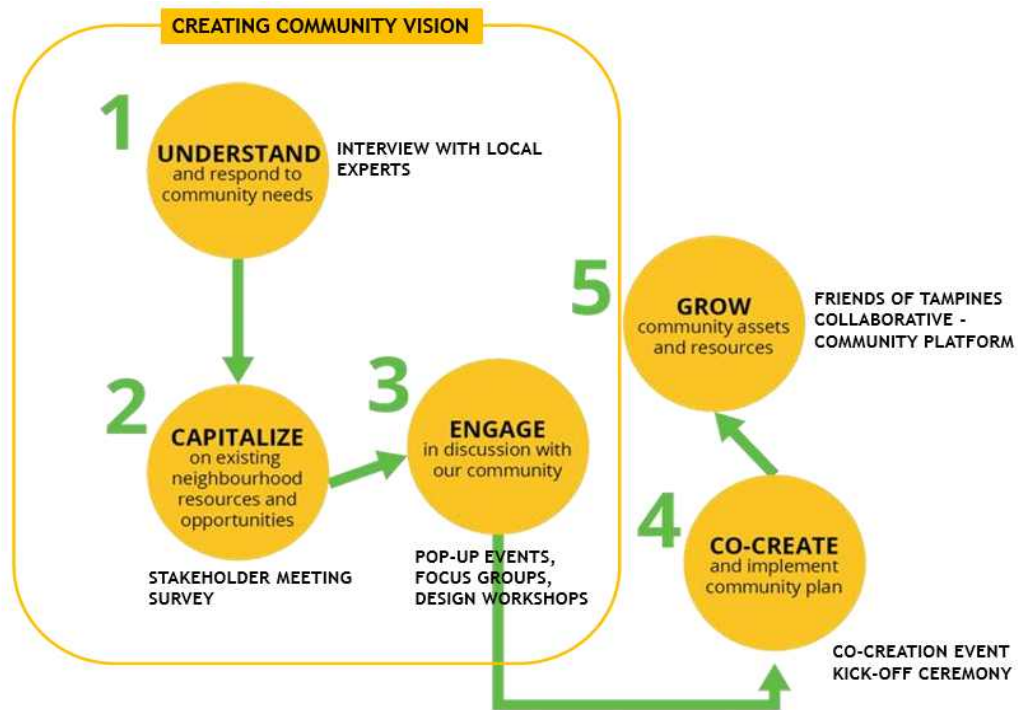 CREATING COMMUNITY VISION
1
UNDERSTAND
and respond to
community needs
INTERVIEW WITH LOCAL
EXPERTS
2
CAPITALIZE
on existing
neighbourhood
resources and
opportunities
STAKEHOLDER MEETING
SURVEY
3
ENGAGE
in discussion with
our community
POP-UP EVENTS,
FOCUS GROUPS,
DESIGN WORKSHOPS
4
CO-CREATE
and implement
community plan
CO-CREATION EVENT
KICK-OFF CEREMONY
5
GROW
community assets
and resources
FRIENDS OF TAMPINES
COLLABORATIVE -
COMMUNITY PLATFORM